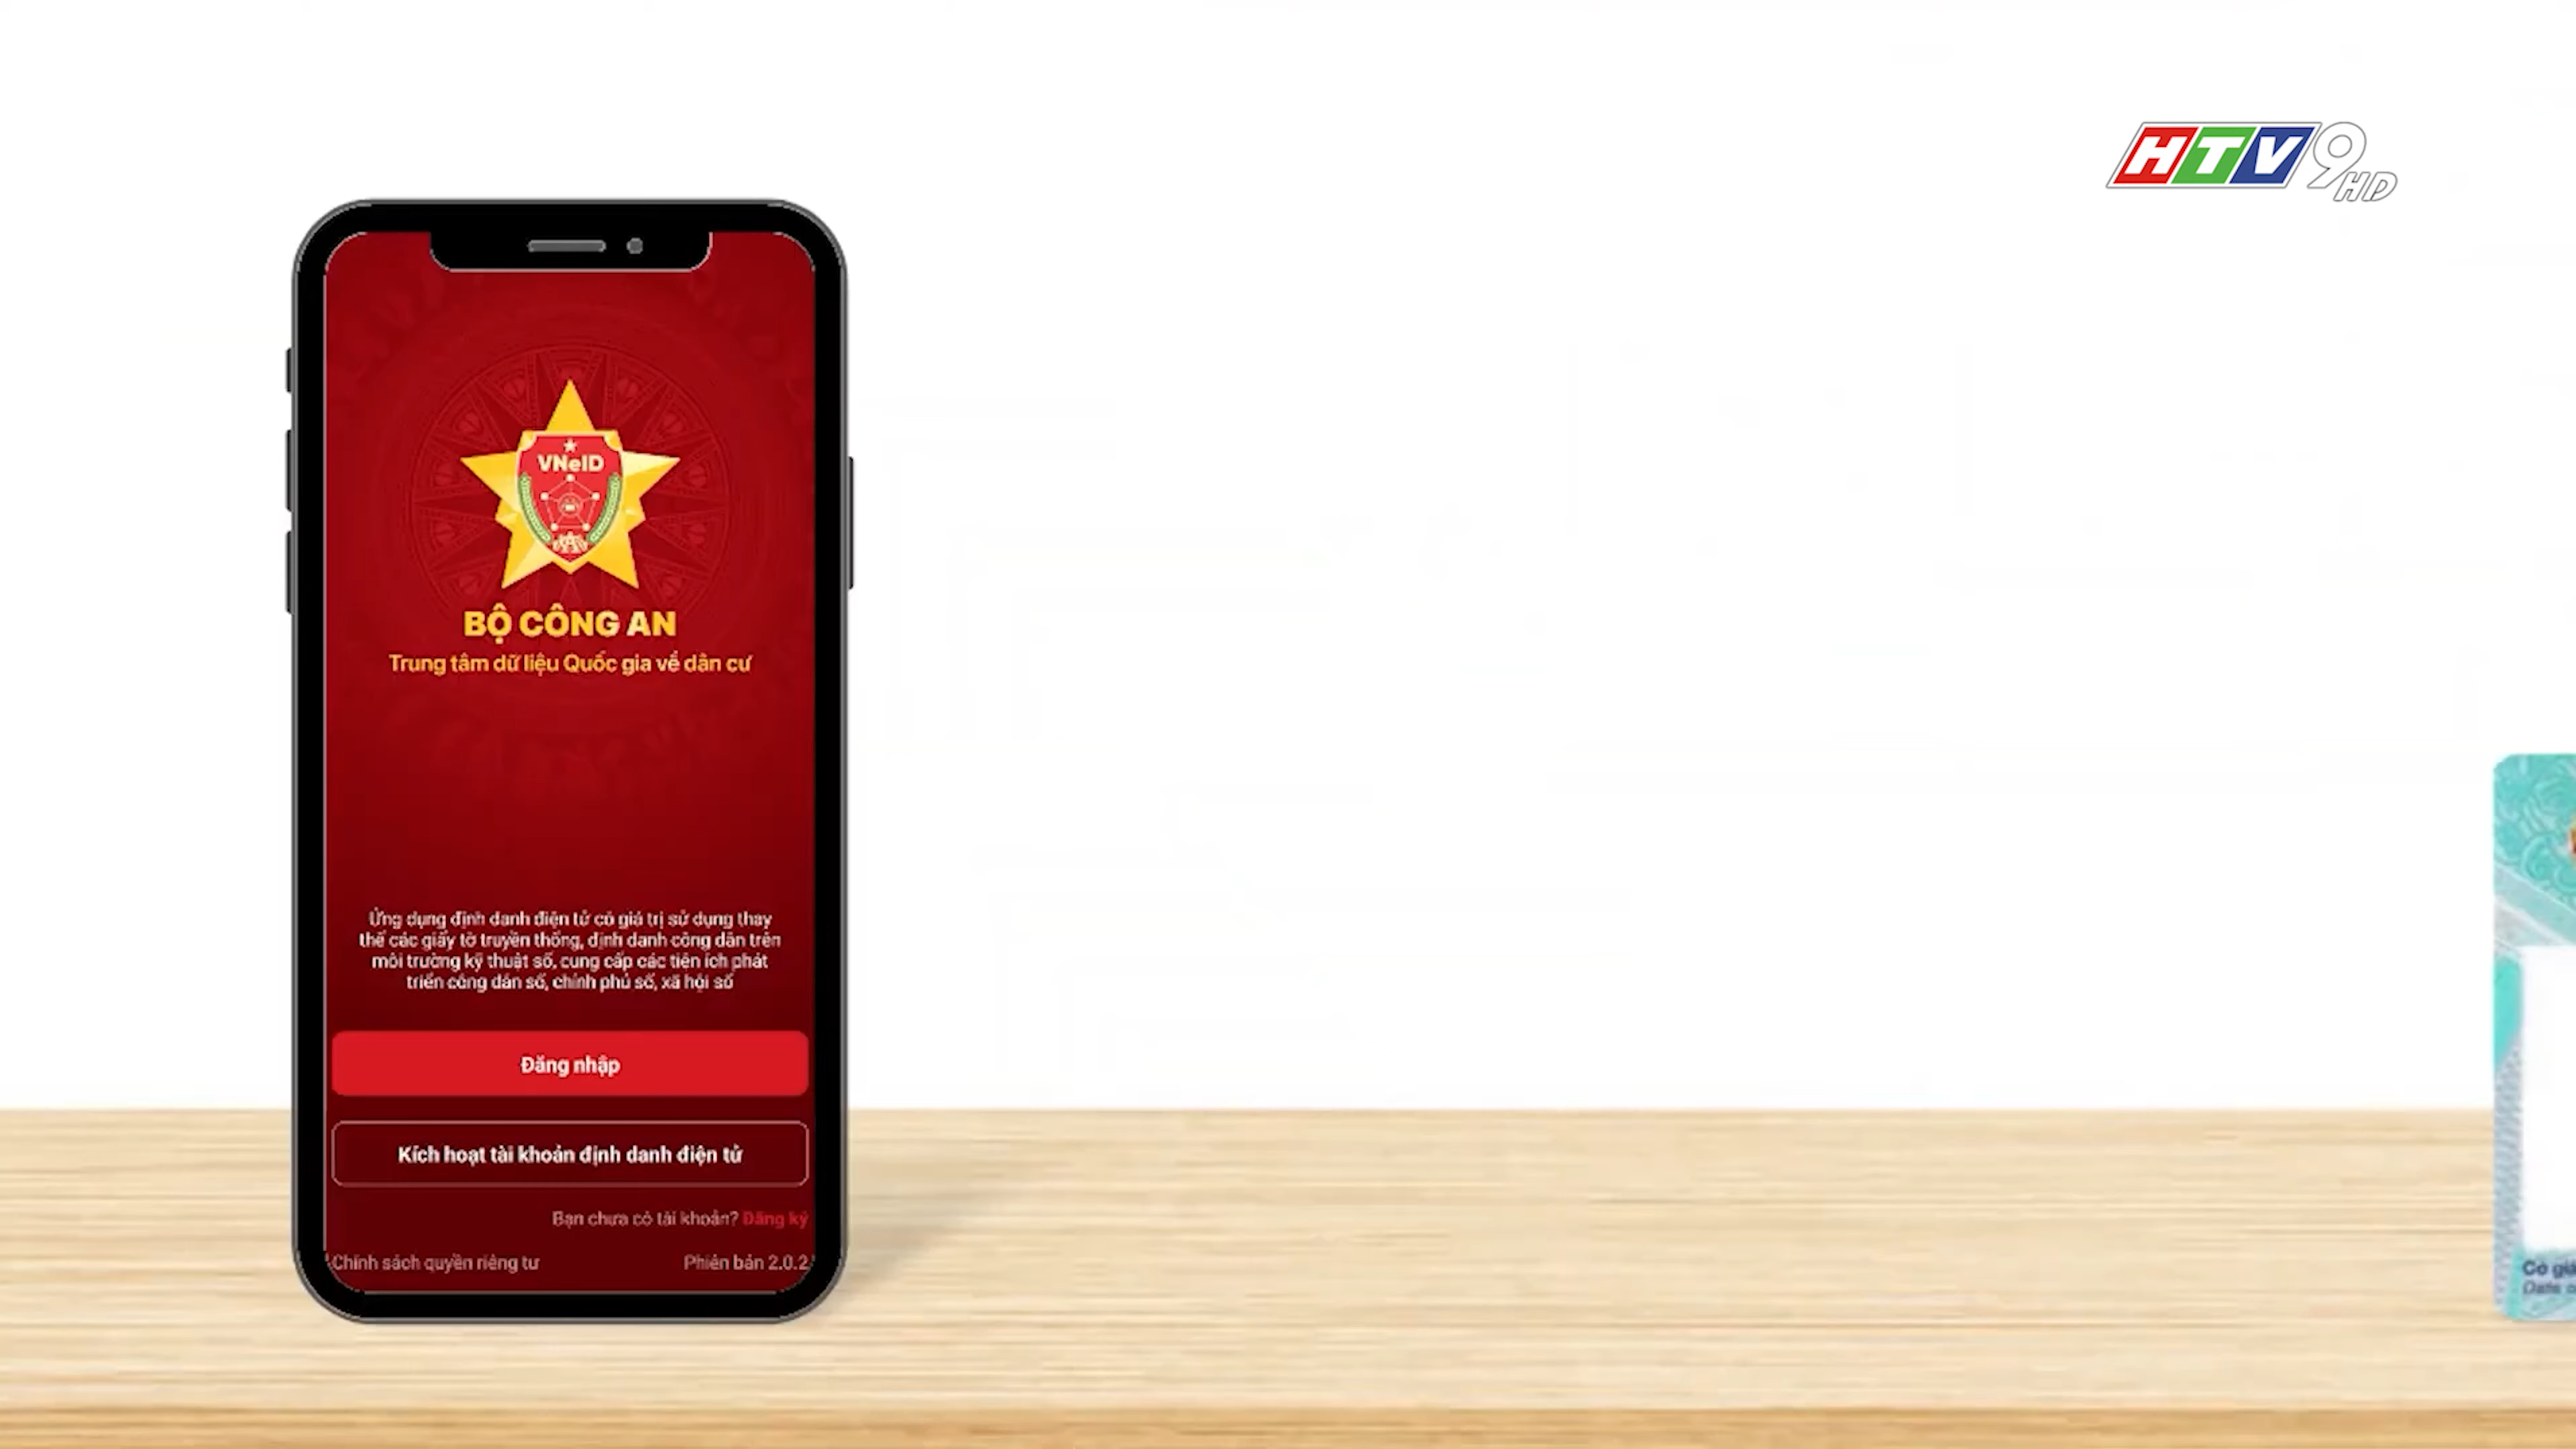 HTV9
HD
VNeID
BỘ CÔNG AN
Trung tâm dữ liệu Quốc gia về dân cư
Ứng dụng định danh điện tử có giá trị sử dụng thay
thế các giấy tờ truyền thống, định danh công dân trên
môi trường kỹ thuật số, cung cấp các tiện ích phát
triển công dân số, chính phủ số, xã hội số
Đăng nhập
Kích hoạt tài khoản định danh điện tử
Bạn chưa có tài khoản? Đăng ký
Chính sách quyền riêng tư
Phiên bản 2.0.2
Có giá
Date